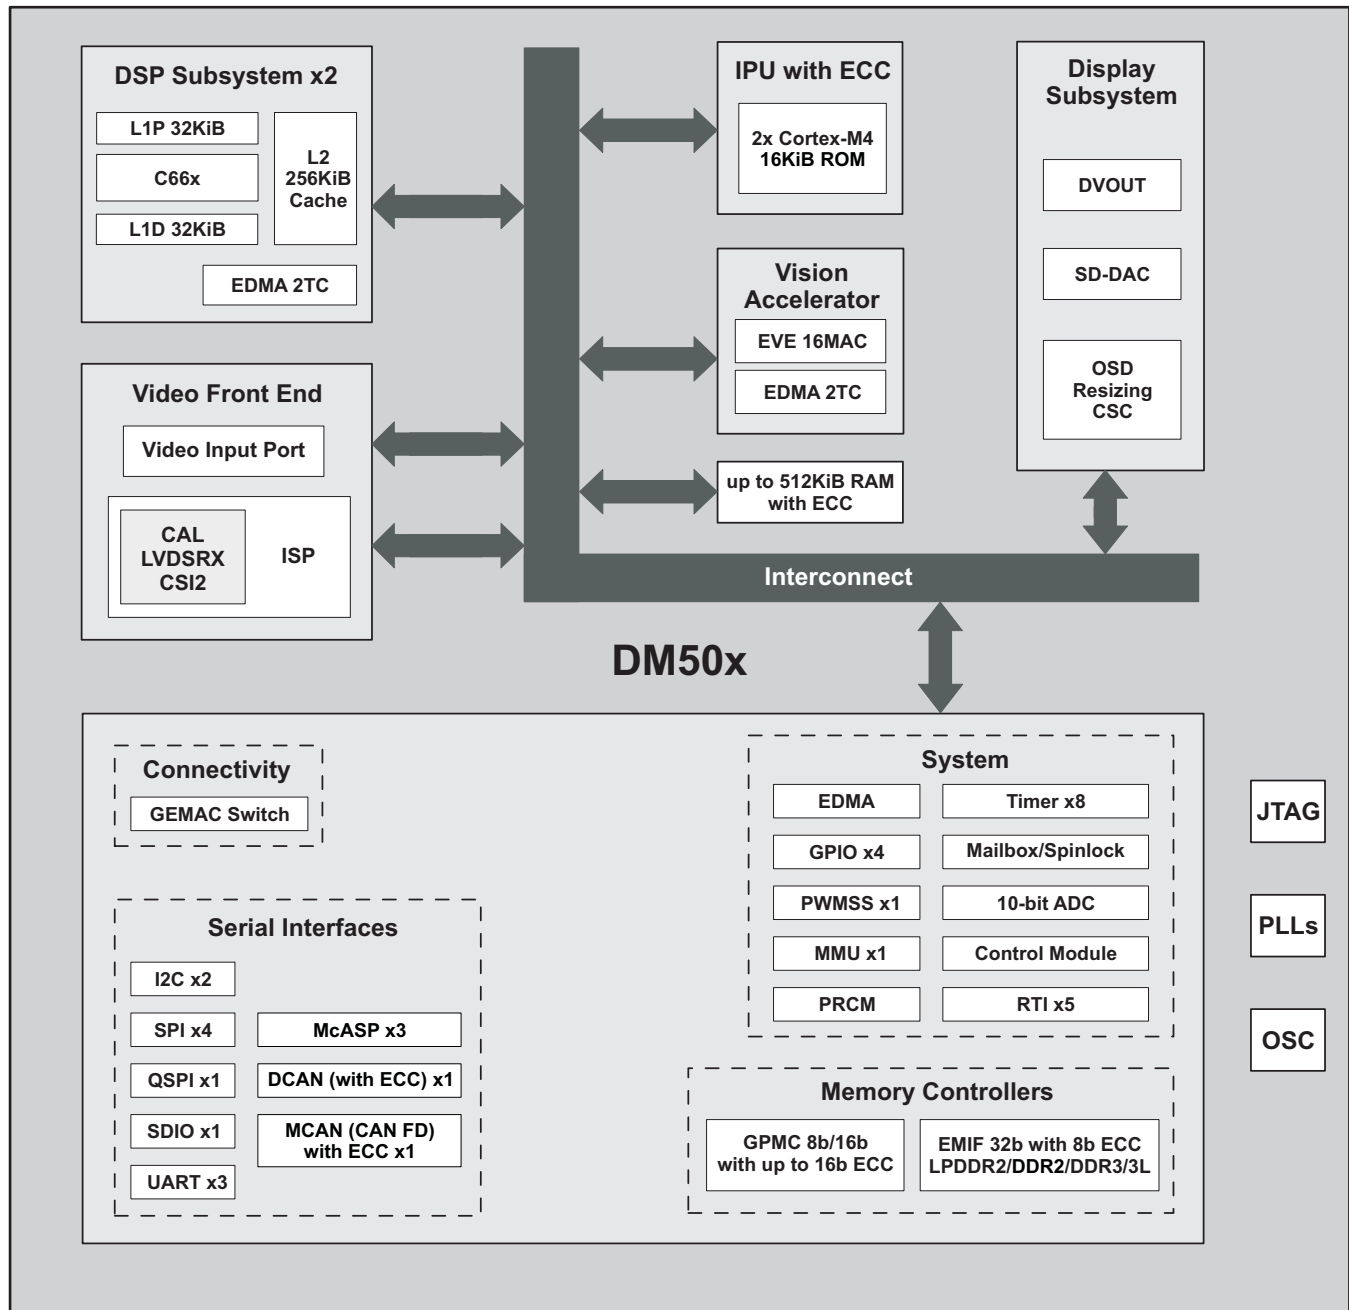 DSP Subsystem x2
L1P 32KiB
C66x
L1D 32KiB
L2
256KiB
Cache
EDMA 2TC
IPU with ECC
2x Cortex-M4
16KiB ROM
Display
Subsystem
DVOUT
SD-DAC
OSD
Resizing
CSC
Vision
Accelerator
EVE 16MAC
EDMA 2TC
Video Front End
Video Input Port
CAL
LVDSRX
CSI2
ISP
up to 512KiB RAM
with ECC
Interconnect
DM50x
Connectivity
GEMAC Switch
System
EDMA
Timer x8
GPIO x4
Mailbox/Spinlock
PWMSS x1
10-bit ADC
MMU x1
Control Module
PRCM
RTI x5
JTAG
PLLs
OSC
Serial Interfaces
I2C x2
SPI x4
McASP x3
QSPI x1
DCAN (with ECC) x1
SDIO x1
MCAN (CAN FD)
with ECC x1
UART x3
Memory Controllers
GPMC 8b/16b
with up to 16b ECC
EMIF 32b with 8b ECC
LPDDR2/DDR2/DDR3/3L